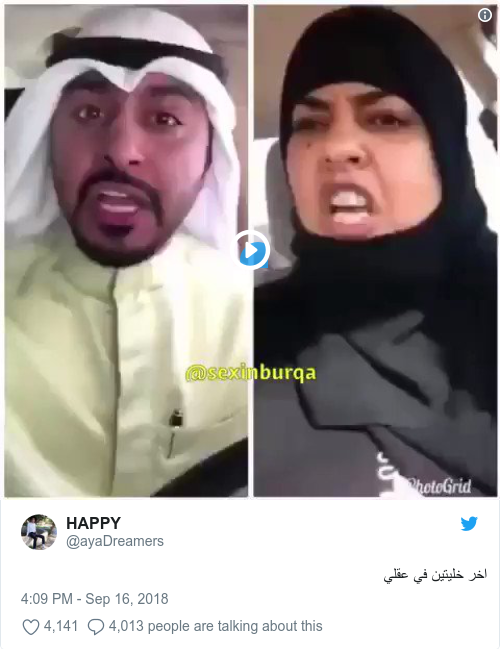 @sexinburqa
PhotoGrid
HAPPY
@ayaDreamers
اخر خليتين في عقلي
4:09 PM - Sep 16, 2018
4,141 4,013 people are talking about this